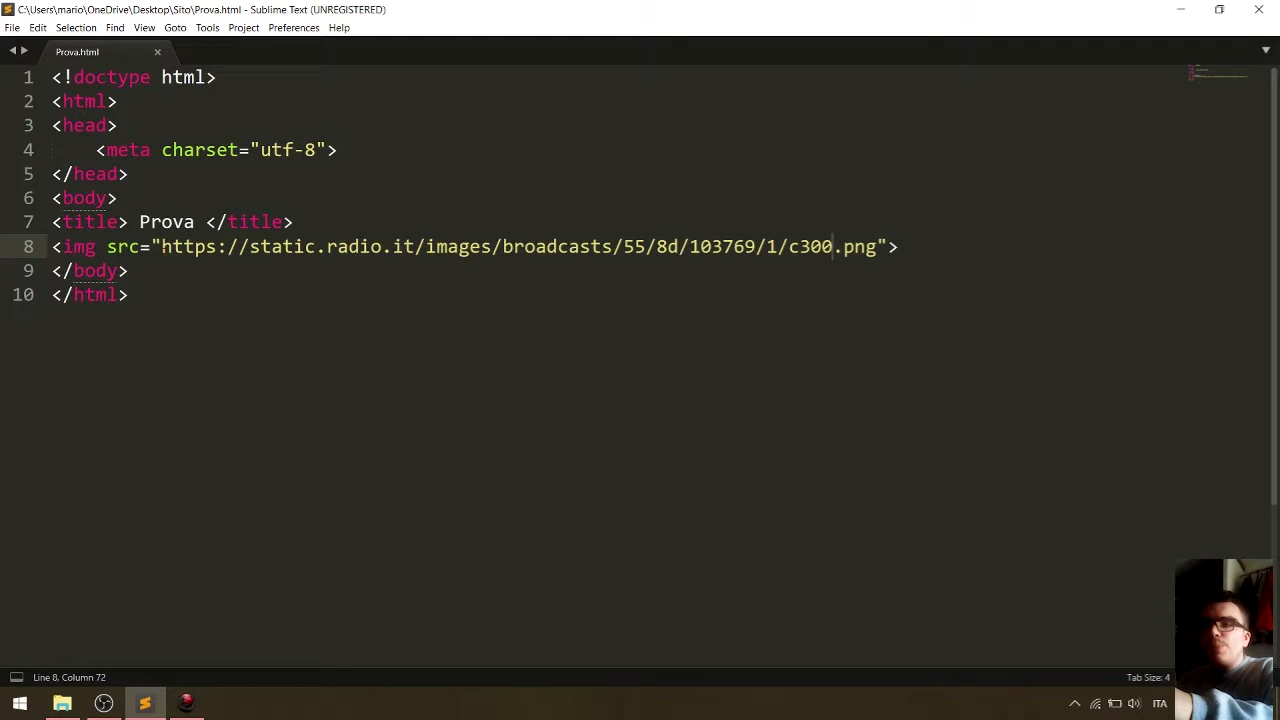 C:\Users\mario\OneDrive\Desktop\Sito\Prova.html - Sublime Text (UNREGISTERED)
File Edit Selection Find View Goto Tools Project Preferences Help
Prova.html
1 <!doctype html>
2 <html>
3 <head>
4     <meta charset="utf-8">
5 </head>
6 <body>
7 <title> Prova </title>
8 <img src="https://static.radio.it/images/broadcasts/55/8d/103769/1/c300.png">
9 </body>
10 </html>
Line 8, Column 72
Tab Size: 4
ITA